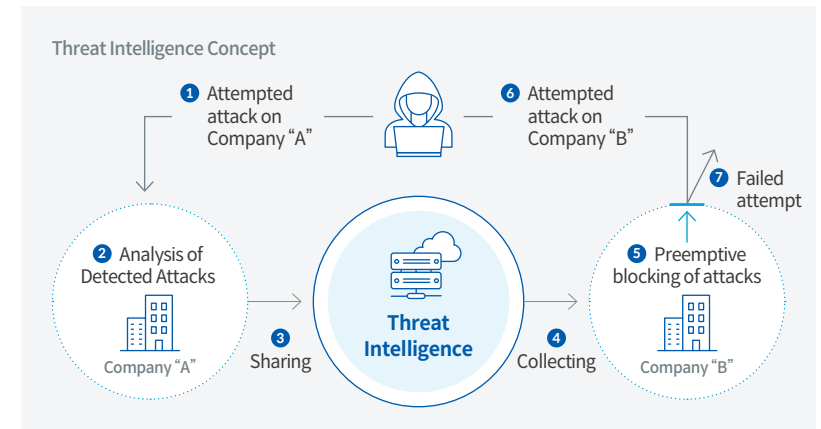 Threat Intelligence Concept
1 Attempted
attack on
Company “A”
6 Attempted
attack on
Company “B”
7 Failed
attempt
2 Analysis of
Detected Attacks
Company “A”
3
Sharing
Threat
Intelligence
4
Collecting
5 Preemptive
blocking of attacks
Company “B”